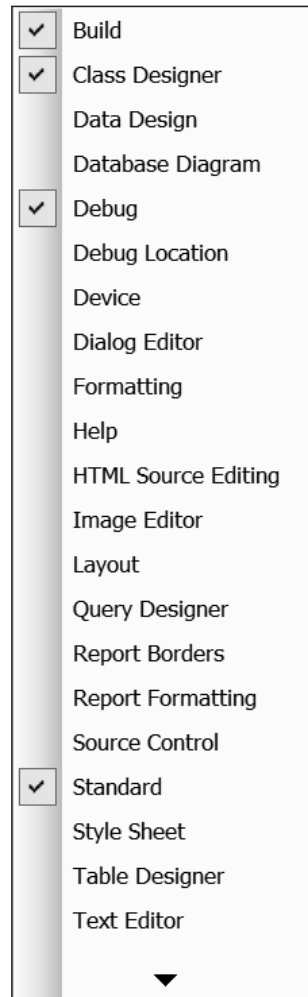 Build
Class Designer
Data Design
Database Diagram
Debug
Debug Location
Device
Dialog Editor
Formatting
Help
HTML Source Editing
Image Editor
Layout
Query Designer
Report Borders
Report Formatting
Source Control
Standard
Style Sheet
Table Designer
Text Editor